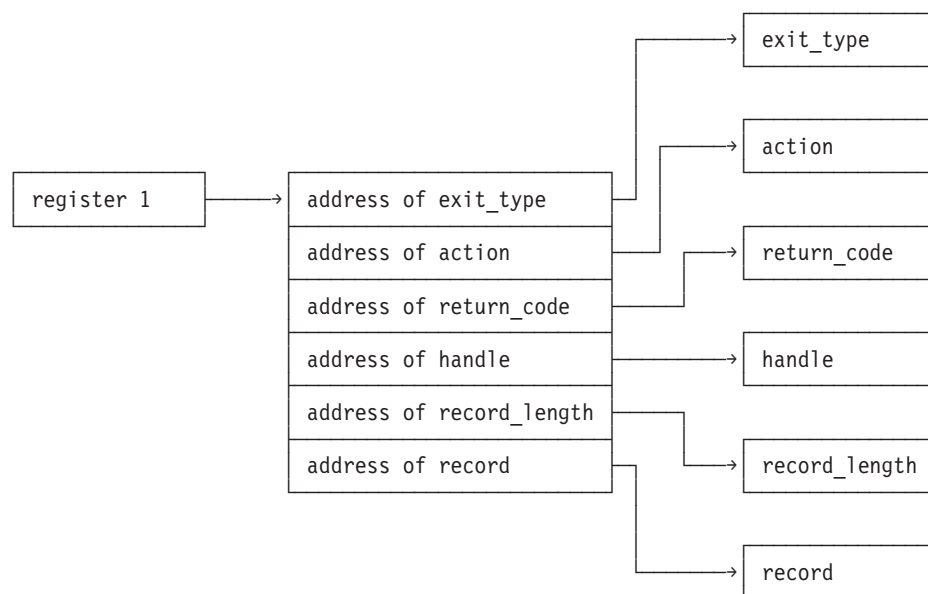 exit_type
action
register 1
address of exit_type
address of action
return_code
address of return_code
address of handle
handle
address of record_length
address of record
record_length
record